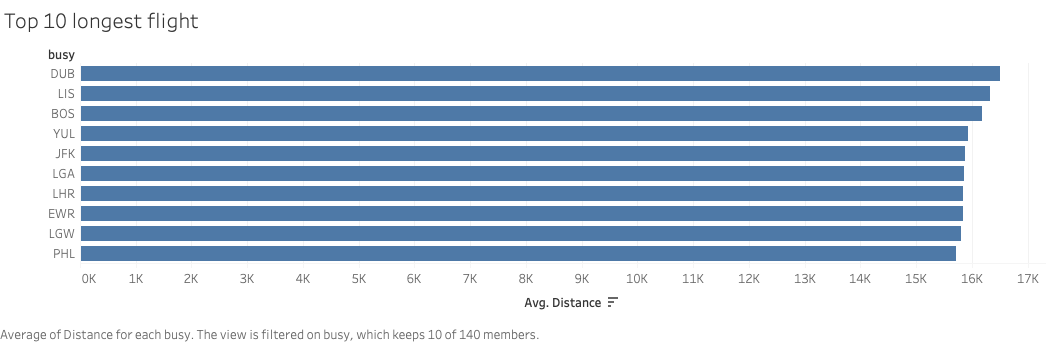 Top 10 longest flight
busy
DUB
LIS
BOS
YUL
JFK
LGA
LHR
EWR
LGW
PHL
0K 1K 2K 3K 4K 5K 6K 7K 8K 9K 10K 11K 12K 13K 14K 15K 16K 17K
Avg. Distance
Average of Distance for each busy. The view is filtered on busy, which keeps 10 of 140 members.